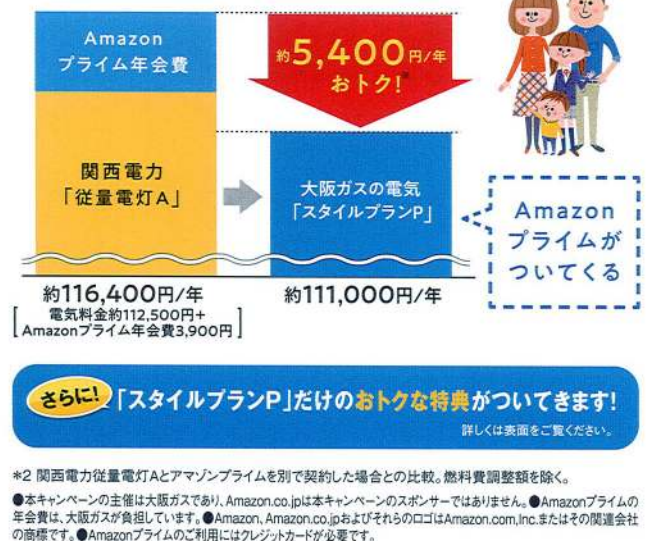 Amazon
プライム年会費
約5,400円/年
おトク!*
関西電力
「従量電灯A」
大阪ガスの電気
「スタイルプランP」
Amazon
プライムが
ついてくる
約116,400円/年
約111,000円/年
[電気料金約112,500円+
Amazonプライム年会費3,900円]
さらに!「スタイルプランP」だけのおトクな特典がついてきます!
詳しくは表面をご覧ください。
*2 関西電力従量電灯Aとアマゾンプライムを別で契約した場合との比較。燃料費調整額を除く。
●本キャンペーンの主催は大阪ガスであり、Amazon.co.jpは本キャンペーンのスポンサーではありません。●Amazonプライムの
年会費は、大阪ガスが負担しています。●Amazon、Amazon.co.jpおよびそれらのロゴはAmazon.com,Inc.またはその関連会社
の商標です。●Amazonプライムのご利用にはクレジットカードが必要です。